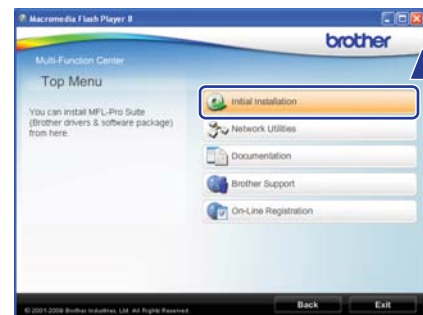 Macromedia Flash Player 8
brother
Multi-Function Center
Top Menu
You can install MFL-Pro Suite
(Brother drivers & software package)
from here.
Initial Installation
Network Utilities
Documentation
Brother Support
On-Line Registration
© 2001-2009 Brother Industries, Ltd. All Rights Reserved.
Back
Exit